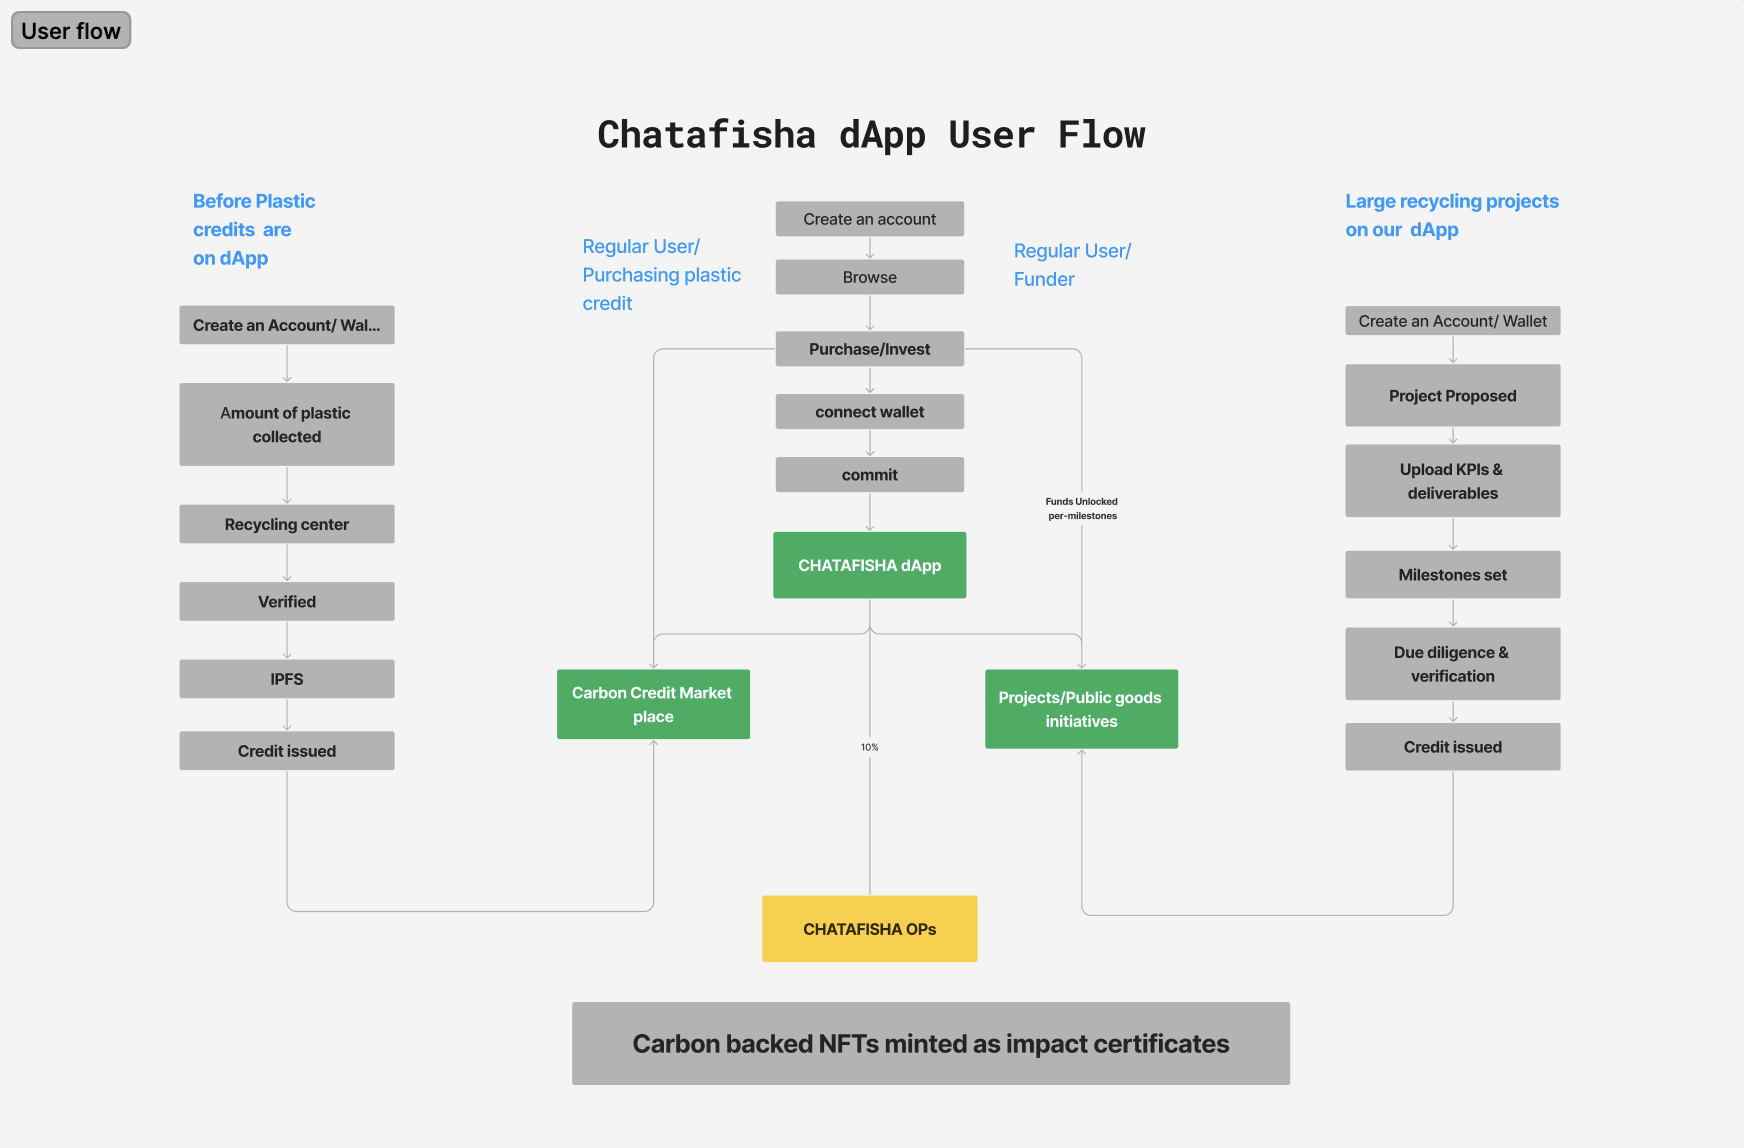 User flow
Chatafisha dApp User Flow
Before Plastic
credits are
on dApp
Create an Account/ Wal...
Amount of plastic
collected
Recycling center
Verified
IPFS
Credit issued
Regular User/
Purchasing plastic
credit
Create an account
Browse
Purchase/Invest
connect wallet
commit
CHATAFISHA dApp
Regular User/
Funder
Funds Unlocked
per-milestones
Carbon Credit Market
place
10%
Projects/Public goods
initiatives
CHATAFISHA OPs
Large recycling projects
on our dApp
Create an Account/ Wallet
Project Proposed
Upload KPIs &
deliverables
Milestones set
Due diligence &
verification
Credit issued
Carbon backed NFTs minted as impact certificates